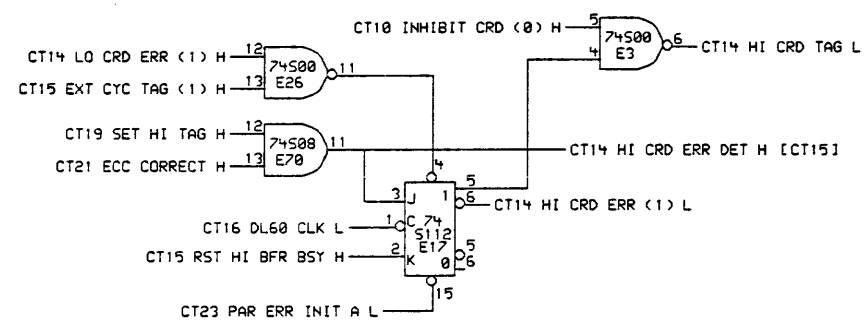 CT10 INHIBIT CRD (0) H 5
74S00 6 CT14 HI CRD TAG L
4 E3
CT14 LO CRD ERR (1) H 12
74S00 11
CT15 EXT CYC TAG (1) H 13 E26
CT19 SET HI TAG H 12
74S08 11 CT14 HI CRD ERR DET H [CT15]
CT21 ECC CORRECT H 13 E70
4
3 J 1 5
6 CT14 HI CRD ERR (1) L
CT16 DL60 CLK L 1 C 74
S112
E17 5
CT15 RST HI BFR BSY H 2 K 0 6
15
CT23 PAR ERR INIT A L